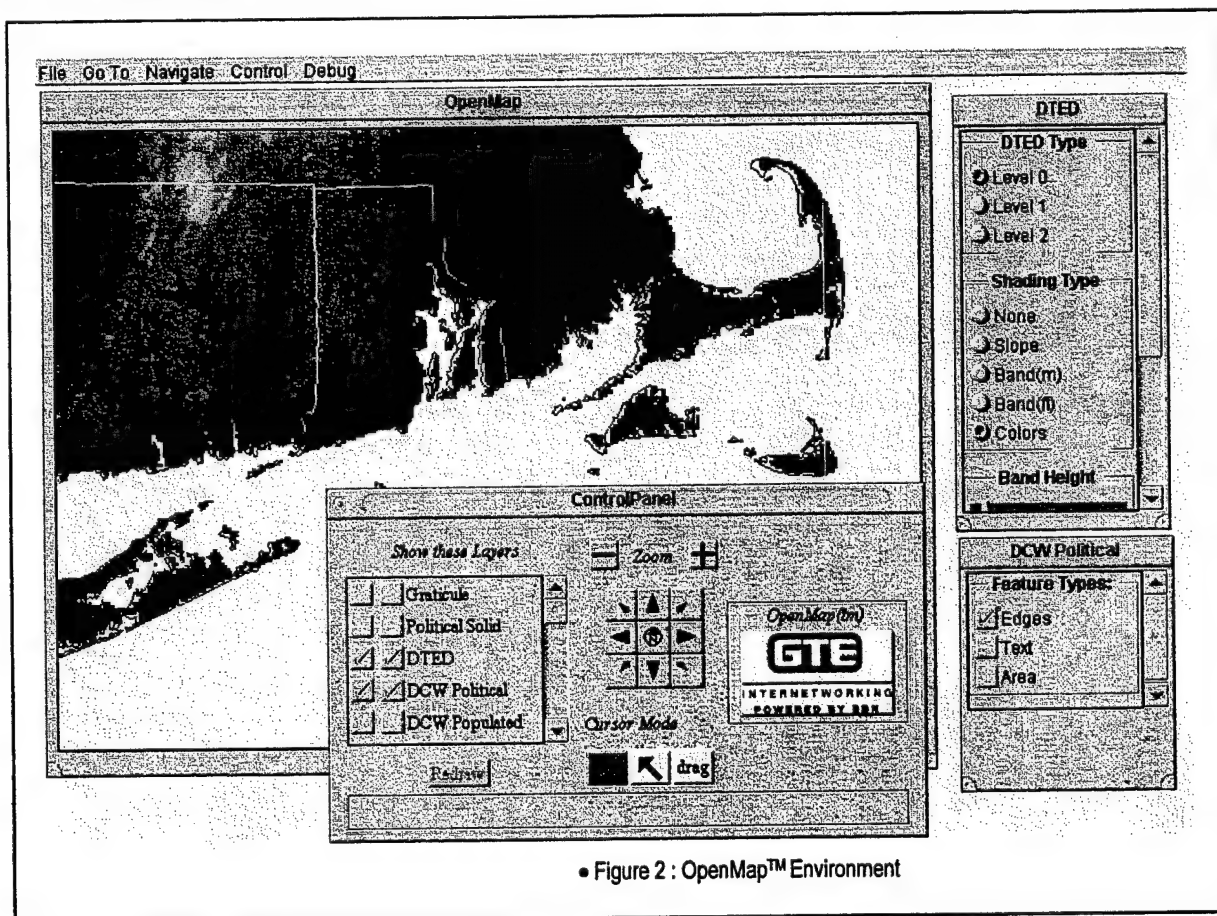 File Go To Navigate Control Debug
OpenMap
DTED
DTED Type
Level 0
Level 1
Level 2
Shading Type
None
Slope
Band(m)
Band(ft)
Colors
Band Height
ControlPanel
Show these Layers
Graticule
Political Solid
DTED
DCW Political
DCW Populated
Redraw
Zoom
N
Cursor Mode
drag
OpenMap(tm)
GTE
INTERNETWORKING
POWERED BY BBN
DCW Political
Feature Types:
Edges
Text
Area
• Figure 2 : OpenMap™ Environment